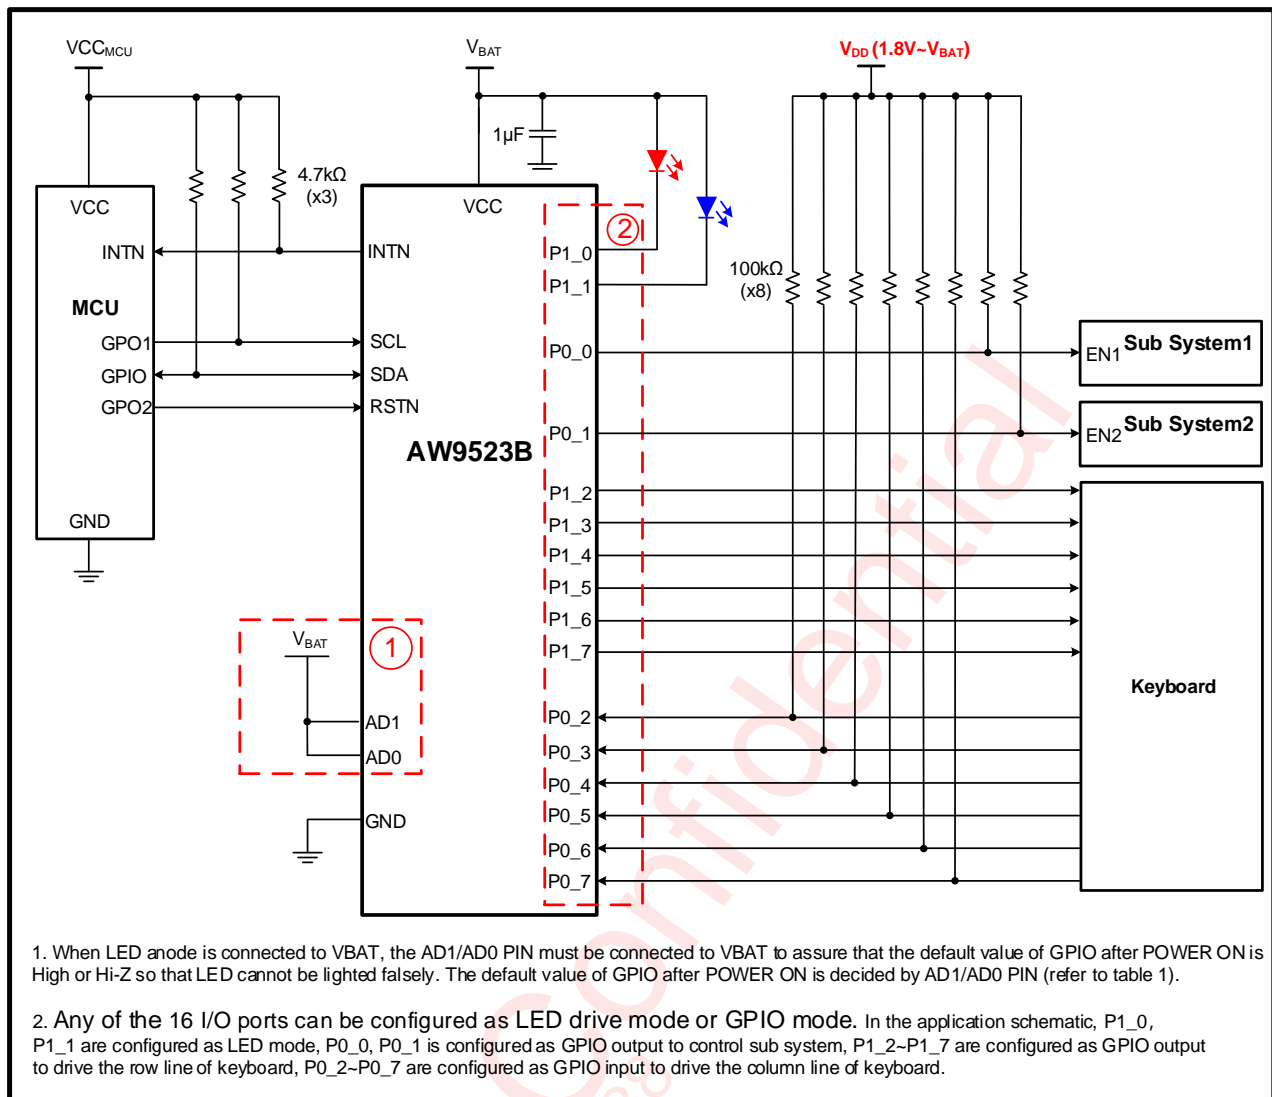 VCCMCU
VBAT
VDD (1.8V~VBAT)
1µF
4.7kΩ
(x3)
VCC
VCC
INTN
INTN
MCU
GPO1
SCL
GPIO
SDA
GPO2
RSTN
GND
AW9523B
2
P1_0
P1_1
100kΩ
(x8)
P0_0
EN1
Sub System1
P0_1
EN2
Sub System2
P1_2
P1_3
P1_4
P1_5
P1_6
P1_7
Keyboard
VBAT
1
AD1
AD0
GND
P0_2
P0_3
P0_4
P0_5
P0_6
P0_7
Confidential
1. When LED anode is connected to VBAT, the AD1/AD0 PIN must be connected to VBAT to assure that the default value of GPIO after POWER ON is
High or Hi-Z so that LED cannot be lighted falsely. The default value of GPIO after POWER ON is decided by AD1/AD0 PIN (refer to table 1).
2. Any of the 16 I/O ports can be configured as LED drive mode or GPIO mode. In the application schematic, P1_0,
P1_1 are configured as LED mode, P0_0, P0_1 is configured as GPIO output to control sub system, P1_2~P1_7 are configured as GPIO output
to drive the row line of keyboard, P0_2~P0_7 are configured as GPIO input to drive the column line of keyboard.